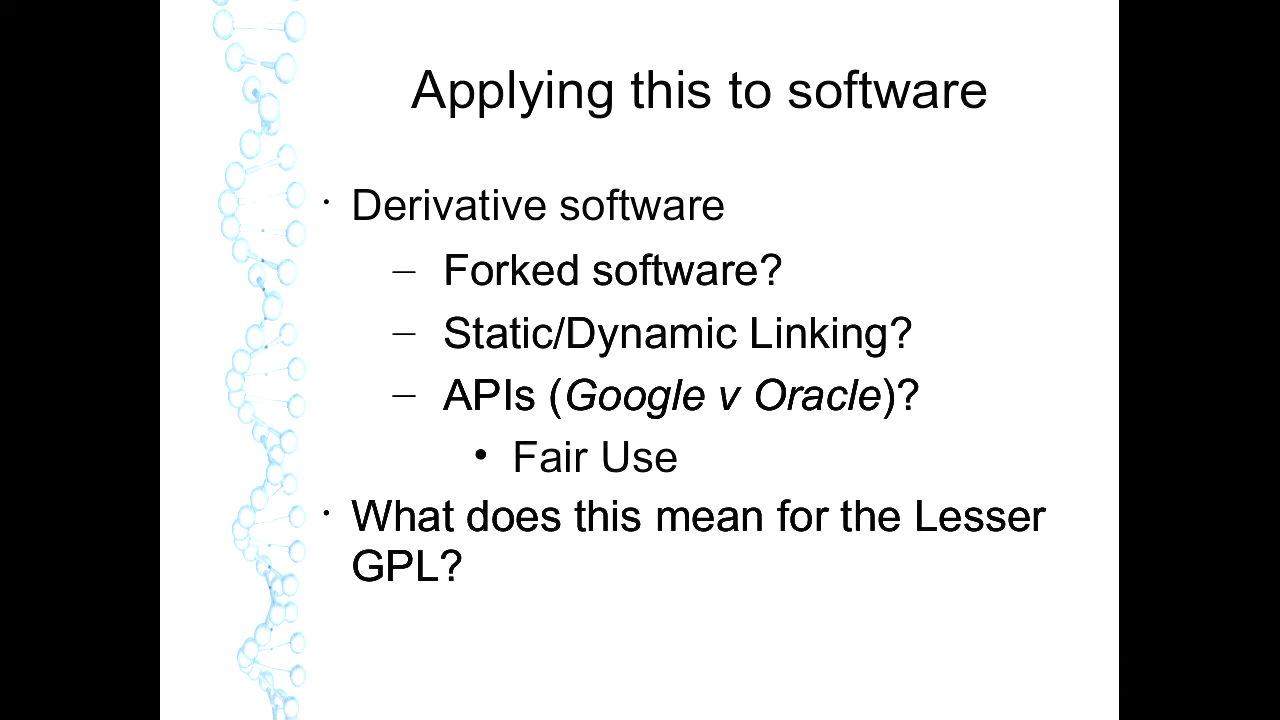 Applying this to software
· Derivative software
– Forked software?
– Static/Dynamic Linking?
– APIs (Google v Oracle)?
• Fair Use
· What does this mean for the Lesser
GPL?